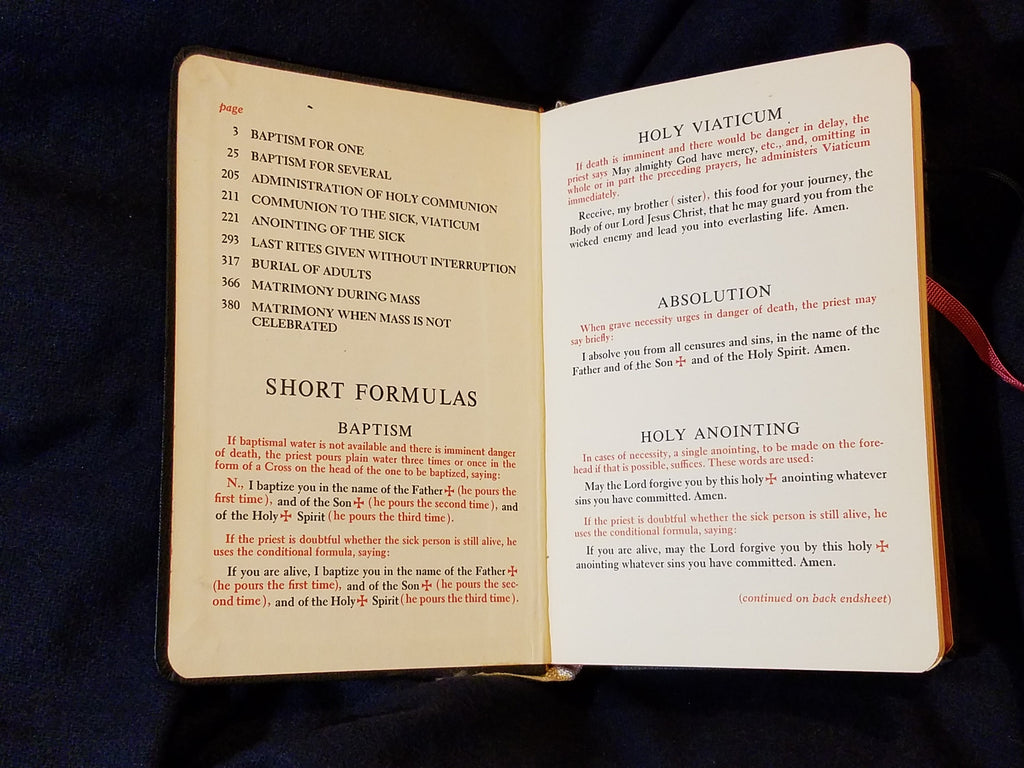 page
3 BAPTISM FOR ONE
25 BAPTISM FOR SEVERAL
205 ADMINISTRATION OF HOLY COMMUNION
211 COMMUNION TO THE SICK, VIATICUM
221 ANOINTING OF THE SICK
293 LAST RITES GIVEN WITHOUT INTERRUPTION
317 BURIAL OF ADULTS
366 MATRIMONY DURING MASS
380 MATRIMONY WHEN MASS IS NOT
CELEBRATED
SHORT FORMULAS
BAPTISM
If baptismal water is not available and there is imminent danger
of death, the priest pours plain water three times or once in the
form of a Cross on the head of the one to be baptized, saying:
N., I baptize you in the name of the Father ✠ (he pours the
first time), and of the Son ✠ (he pours the second time), and
of the Holy ✠ Spirit (he pours the third time).
If the priest is doubtful whether the sick person is still alive, he
uses the conditional formula, saying:
If you are alive, I baptize you in the name of the Father ✠
(he pours the first time), and of the Son ✠ (he pours the sec-
ond time), and of the Holy ✠ Spirit (he pours the third time).
HOLY VIATICUM
If death is imminent and there would be danger in delay, the
priest says May almighty God have mercy, etc., and, omitting in
whole or in part the preceding prayers, he administers Viaticum
immediately.
Receive, my brother (sister), this food for your journey, the
Body of our Lord Jesus Christ, that he may guard you from the
wicked enemy and lead you into everlasting life. Amen.
ABSOLUTION
When grave necessity urges in danger of death, the priest may
say briefly:
I absolve you from all censures and sins, in the name of the
Father and of the Son ✠ and of the Holy Spirit. Amen.
HOLY ANOINTING
In cases of necessity, a single anointing, to be made on the fore-
head if that is possible, suffices. These words are used:
May the Lord forgive you by this holy ✠ anointing whatever
sins you have committed. Amen.
If the priest is doubtful whether the sick person is still alive, he
uses the conditional formula, saying:
If you are alive, may the Lord forgive you by this holy ✠
anointing whatever sins you have committed. Amen.
(continued on back endsheet)